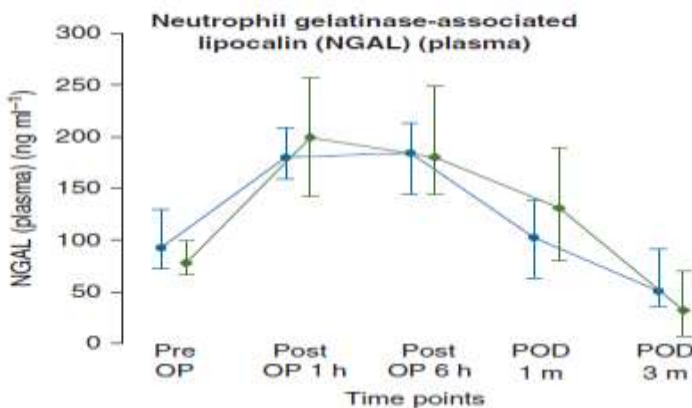 Neutrophil gelatinase-associated
lipocalin (NGAL) (plasma)
300
250
200
150
100
50
0
NGAL (plasma) (ng ml⁻¹)
Pre Post Post POD POD
OP OP 1 h OP 6 h 1 m 3 m
Time points